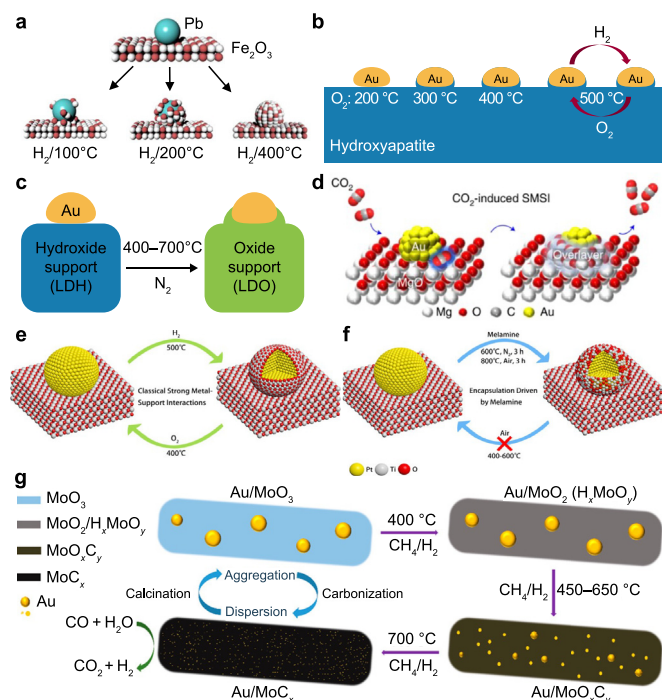 a
Pb
Fe₂O₃
H₂/100°C
H₂/200°C
H₂/400°C
b
H₂
Au
Au
Au
Au
Au
O₂: 200 °C
300 °C
400 °C
500 °C
O₂
Hydroxyapatite
c
Au
Hydroxide
support
(LDH)
400–700°C
N₂
Oxide
support
(LDO)
d
CO₂
CO₂-induced SMSI
Au
MgO
Overlayer
Mg
O
C
Au
e
H₂
500°C
Classical Strong Metal-
Support Interactions
O₂
400°C
f
Melamine
600°C, N₂, 3 h
800°C, Air, 3 h
Encapsulation Driven
by Melamine
Air
400-600°C
Pt
Ti
O
g
MoO₃
MoO₂/HₓMoOᵧ
MoOₓCᵧ
MoCₓ
Au
Au/MoO₃
400 °C
CH₄/H₂
Au/MoO₂ (HₓMoOᵧ)
CH₄/H₂
450–650 °C
Aggregation
Calcination
Carbonization
Dispersion
CO + H₂O
CO₂ + H₂
700 °C
CH₄/H₂
Au/MoCₓ
Au/MoOₓCᵧ